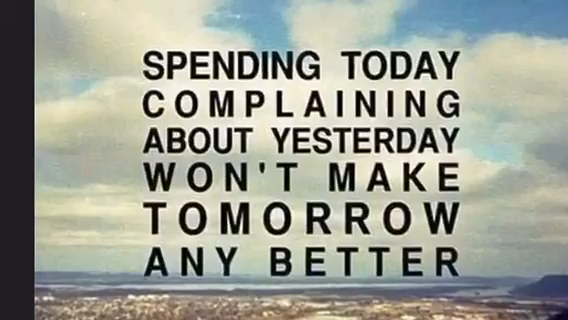 SPENDING TODAY
COMPLAINING
ABOUT YESTERDAY
WON'T MAKE
TOMORROW
ANY BETTER